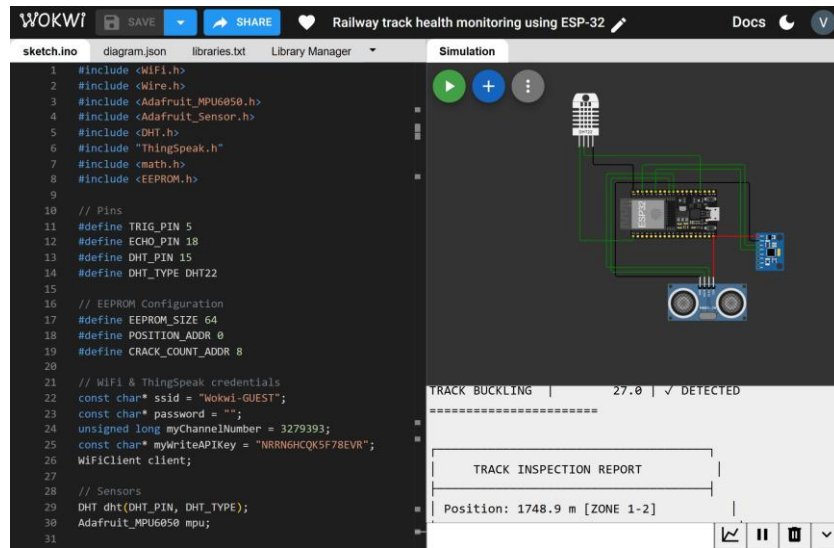 WOKWI SAVE SHARE Railway track health monitoring using ESP-32 Docs V
sketch.ino diagram.json libraries.txt Library Manager
Simulation
1 #include <WiFi.h>
2 #include <Wire.h>
3 #include <Adafruit_MPU6050.h>
4 #include <Adafruit_Sensor.h>
5 #include <DHT.h>
6 #include "ThingSpeak.h"
7 #include <math.h>
8 #include <EEPROM.h>
9
10 // Pins
11 #define TRIG_PIN 5
12 #define ECHO_PIN 18
13 #define DHT_PIN 15
14 #define DHT_TYPE DHT22
15
16 // EEPROM Configuration
17 #define EEPROM_SIZE 64
18 #define POSITION_ADDR 0
19 #define CRACK_COUNT_ADDR 8
20
21 // WiFi & ThingSpeak credentials
22 const char* ssid = "Wokwi-GUEST";
23 const char* password = "";
24 unsigned long myChannelNumber = 3279393;
25 const char* myWriteAPIKey = "NRRN6HCQK5F78EVR";
26 WiFiClient client;
27
28 // Sensors
29 DHT dht(DHT_PIN, DHT_TYPE);
30 Adafruit_MPU6050 mpu;
31
DHT22
ESP32
TRACK BUCKLING | 27.0 | ✓ DETECTED
=======================
TRACK INSPECTION REPORT
Position: 1748.9 m [ZONE 1-2]